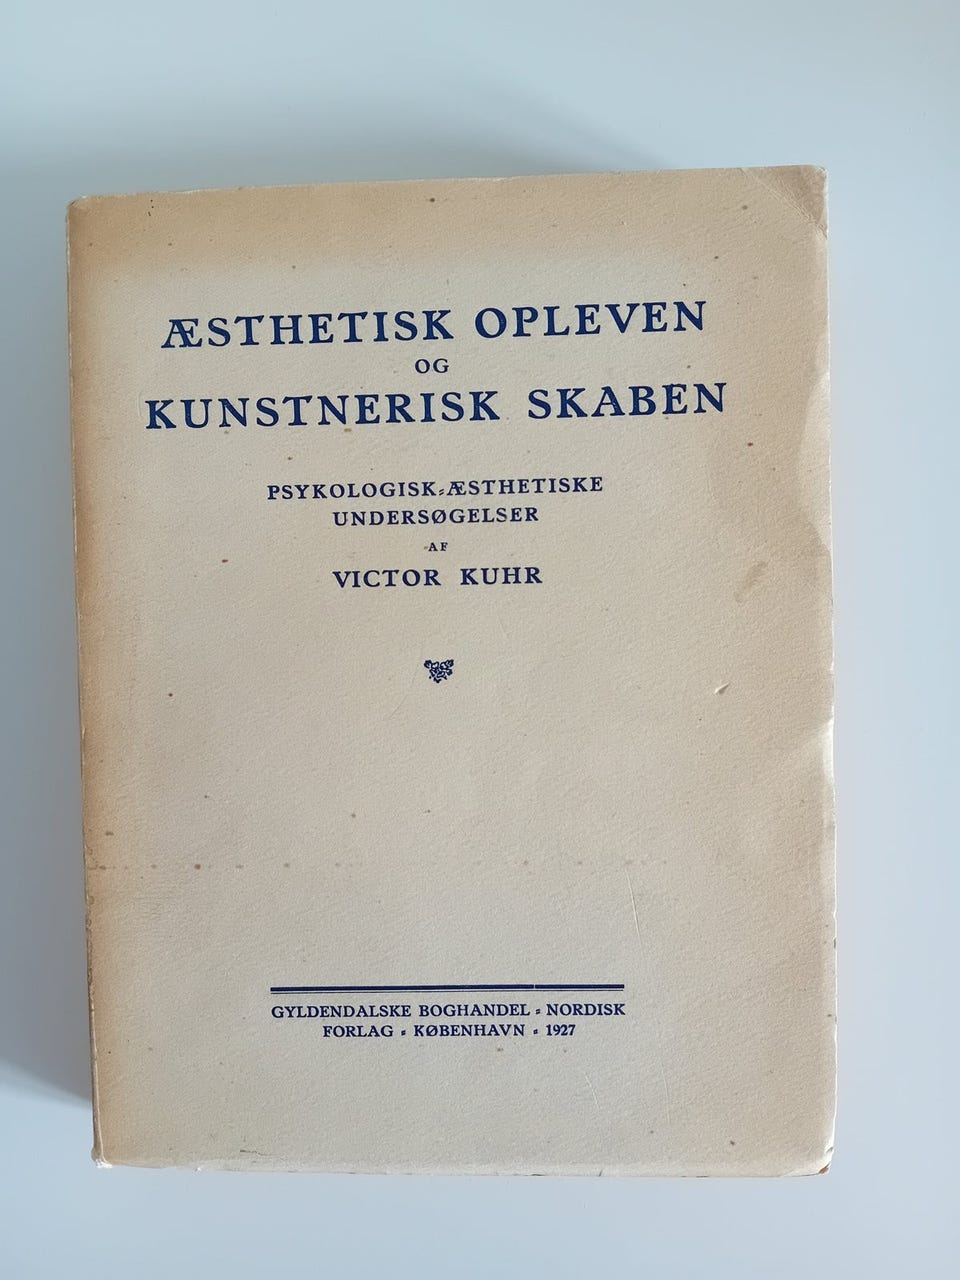 ÆSTHETISK OPLEVEN
OG
KUNSTNERISK SKABEN
PSYKOLOGISK-ÆSTHETISKE
UNDERSØGELSER
AF
VICTOR KUHR
GYLDENDALSKE BOGHANDEL - NORDISK
FORLAG - KØBENHAVN - 1927